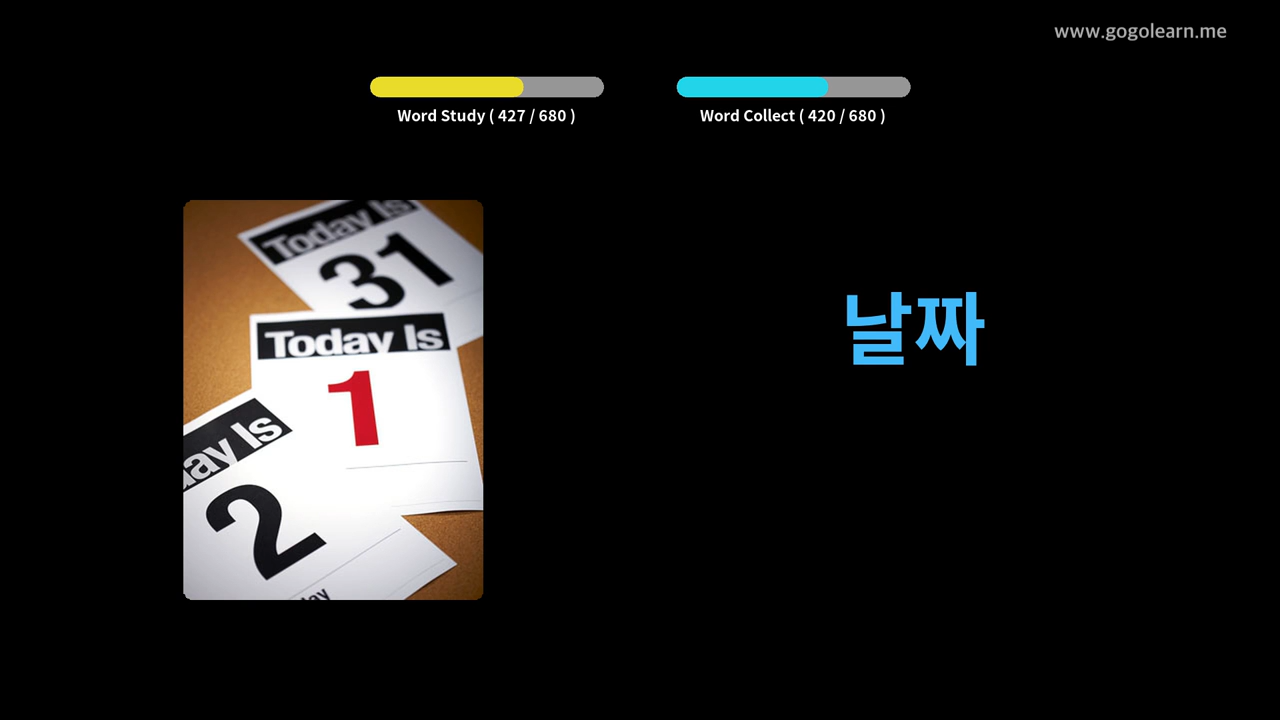 www.gogolearn.me
Word Study ( 427 / 680 )
Word Collect ( 420 / 680 )
Today Is
31
Today Is
1
ay Is
2
날짜